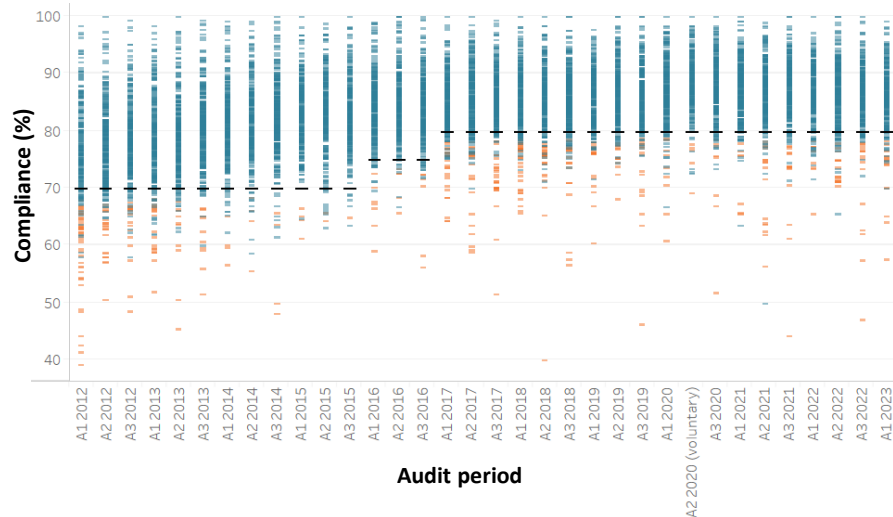 Compliance (%)
100
90
80
70
60
50
40
A1 2012
A2 2012
A3 2012
A1 2013
A2 2013
A3 2013
A1 2014
A2 2014
A3 2014
A1 2015
A2 2015
A3 2015
A1 2016
A2 2016
A3 2016
A1 2017
A2 2017
A3 2017
A1 2018
A2 2018
A3 2018
A1 2019
A2 2019
A3 2019
A1 2020
A2 2020 (voluntary)
A3 2020
A1 2021
A2 2021
A3 2021
A1 2022
A2 2022
A3 2022
A1 2023
Audit period